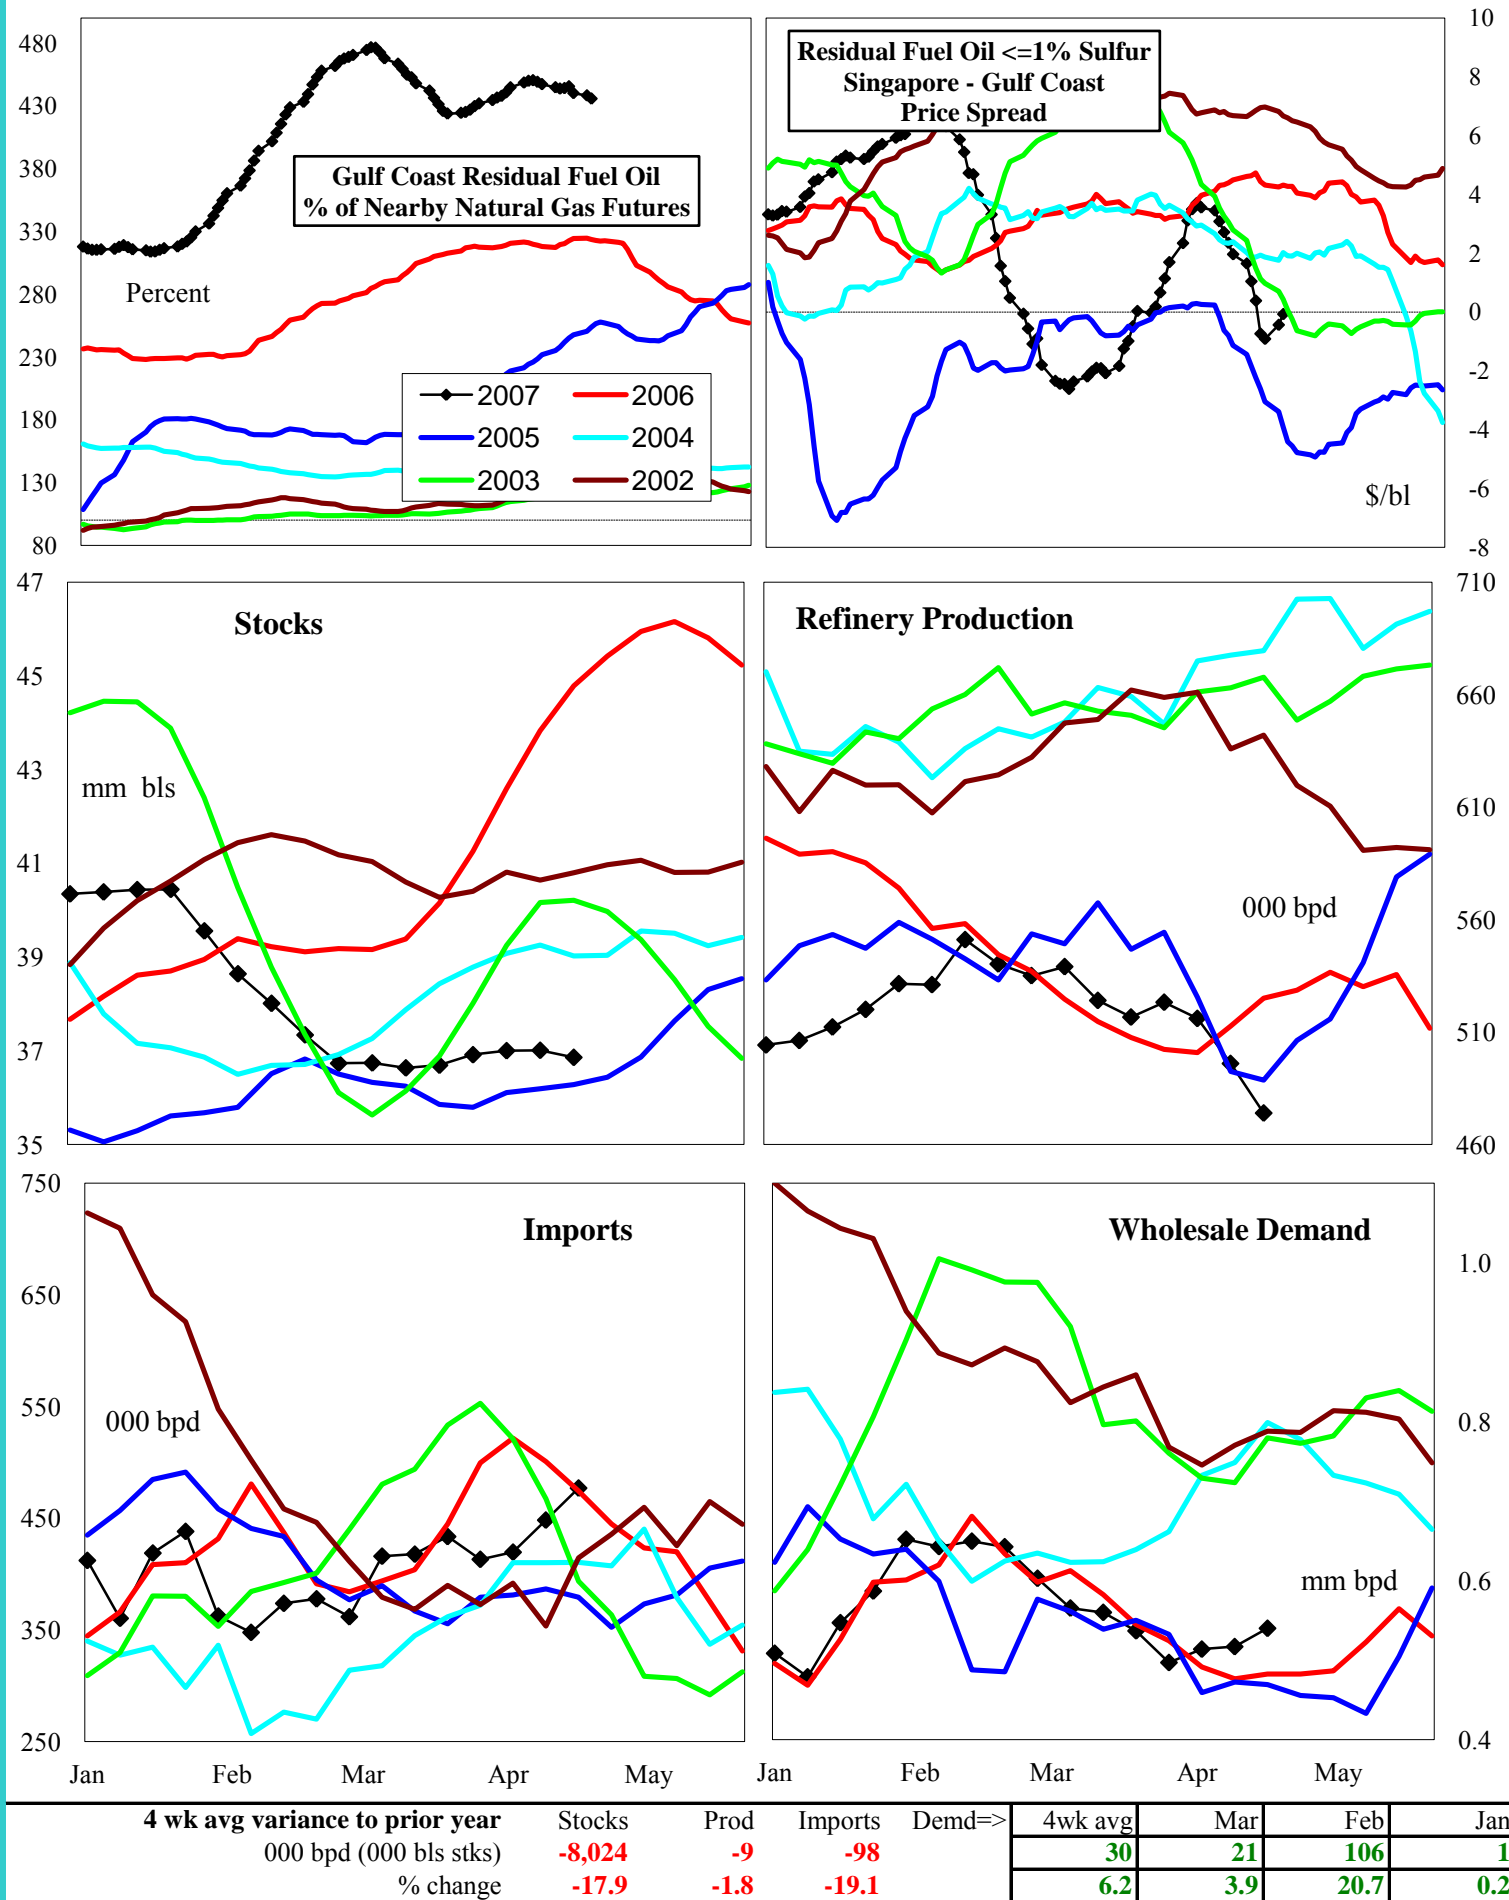 480
430
380
330
280
230
180
130
80
Gulf Coast Residual Fuel Oil
% of Nearby Natural Gas Futures
Percent
2007
2006
2005
2004
2003
2002
Residual Fuel Oil <=1% Sulfur
Singapore - Gulf Coast
Price Spread
10
8
6
4
2
0
-2
-4
-6
-8
$/bl
47
45
43
41
39
37
35
Stocks
mm bls
Refinery Production
000 bpd
710
660
610
560
510
460
750
650
550
450
350
250
Imports
000 bpd
Jan Feb Mar Apr May
Wholesale Demand
mm bpd
1.0
0.8
0.6
0.4
Jan Feb Mar Apr May
4 wk avg variance to prior year Stocks Prod Imports Demd=> 4wk avg Mar Feb Jan
000 bpd (000 bls stks) -8,024 -9 -98 30 21 106 1
% change -17.9 -1.8 -19.1 6.2 3.9 20.7 0.2